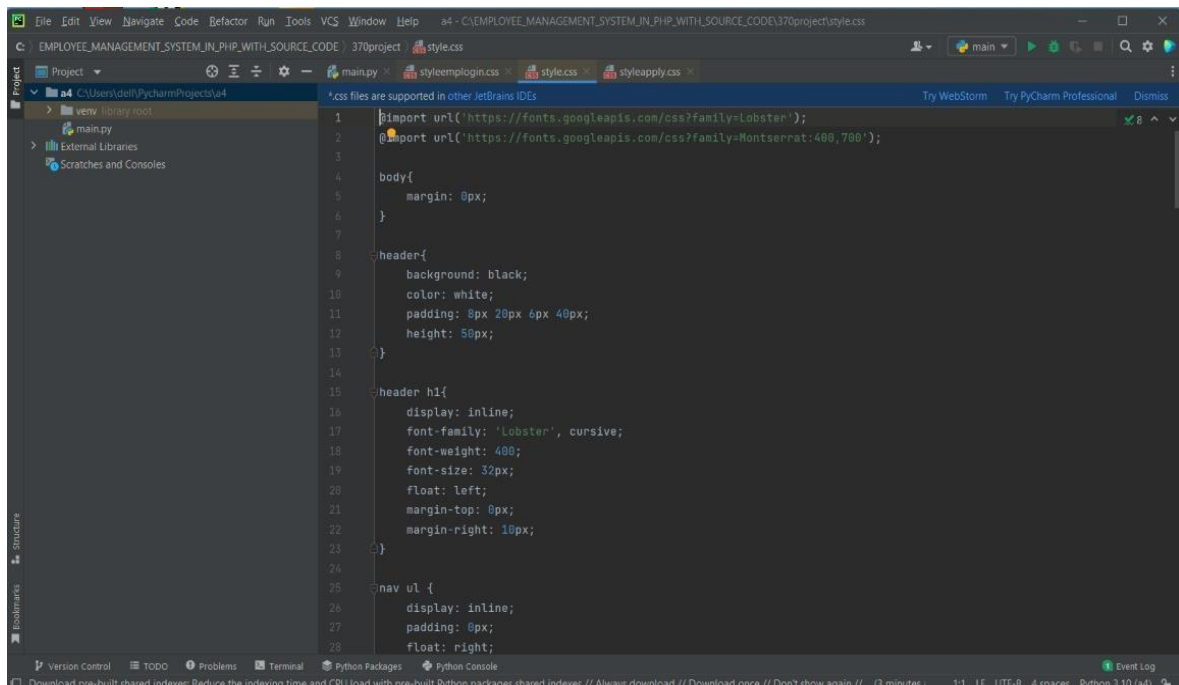 File Edit View Navigate Code Refactor Run Tools VCS Window Help a4 - C:\EMPLOYEE_MANAGEMENT_SYSTEM_IN_PHP_WITH_SOURCE_CODE\370project\style.css
C: EMPLOYEE_MANAGEMENT_SYSTEM_IN_PHP_WITH_SOURCE_CODE 370project style.css main
Project main.py styleemplogin.css style.css styleapply.css
Project
a4 C:\Users\dell\PycharmProjects\a4
venv library root
main.py
External Libraries
Scratches and Consoles
*.css files are supported in other JetBrains IDEs Try WebStorm Try PyCharm Professional Dismiss
8
1 @import url('https://fonts.googleapis.com/css?family=Lobster');
2 @import url('https://fonts.googleapis.com/css?family=Montserrat:400,700');
3
4 body{
5 margin: 0px;
6 }
7
8 header{
9 background: black;
10 color: white;
11 padding: 8px 20px 6px 40px;
12 height: 50px;
13 }
14
15 header h1{
16 display: inline;
17 font-family: 'Lobster', cursive;
18 font-weight: 400;
19 font-size: 32px;
20 float: left;
21 margin-top: 0px;
22 margin-right: 10px;
23 }
24
25 nav ul {
26 display: inline;
27 padding: 0px;
28 float: right;
Structure
Bookmarks
Version Control TODO Problems Terminal Python Packages Python Console 1 Event Log
Download pre-built shared indexes: Reduce the indexing time and CPU load with pre-built Python packages shared indexes // Always download // Download once // Don't show again // (3 minutes 1:1 LF UTF-8 4 spaces Python 3.10 (a4)